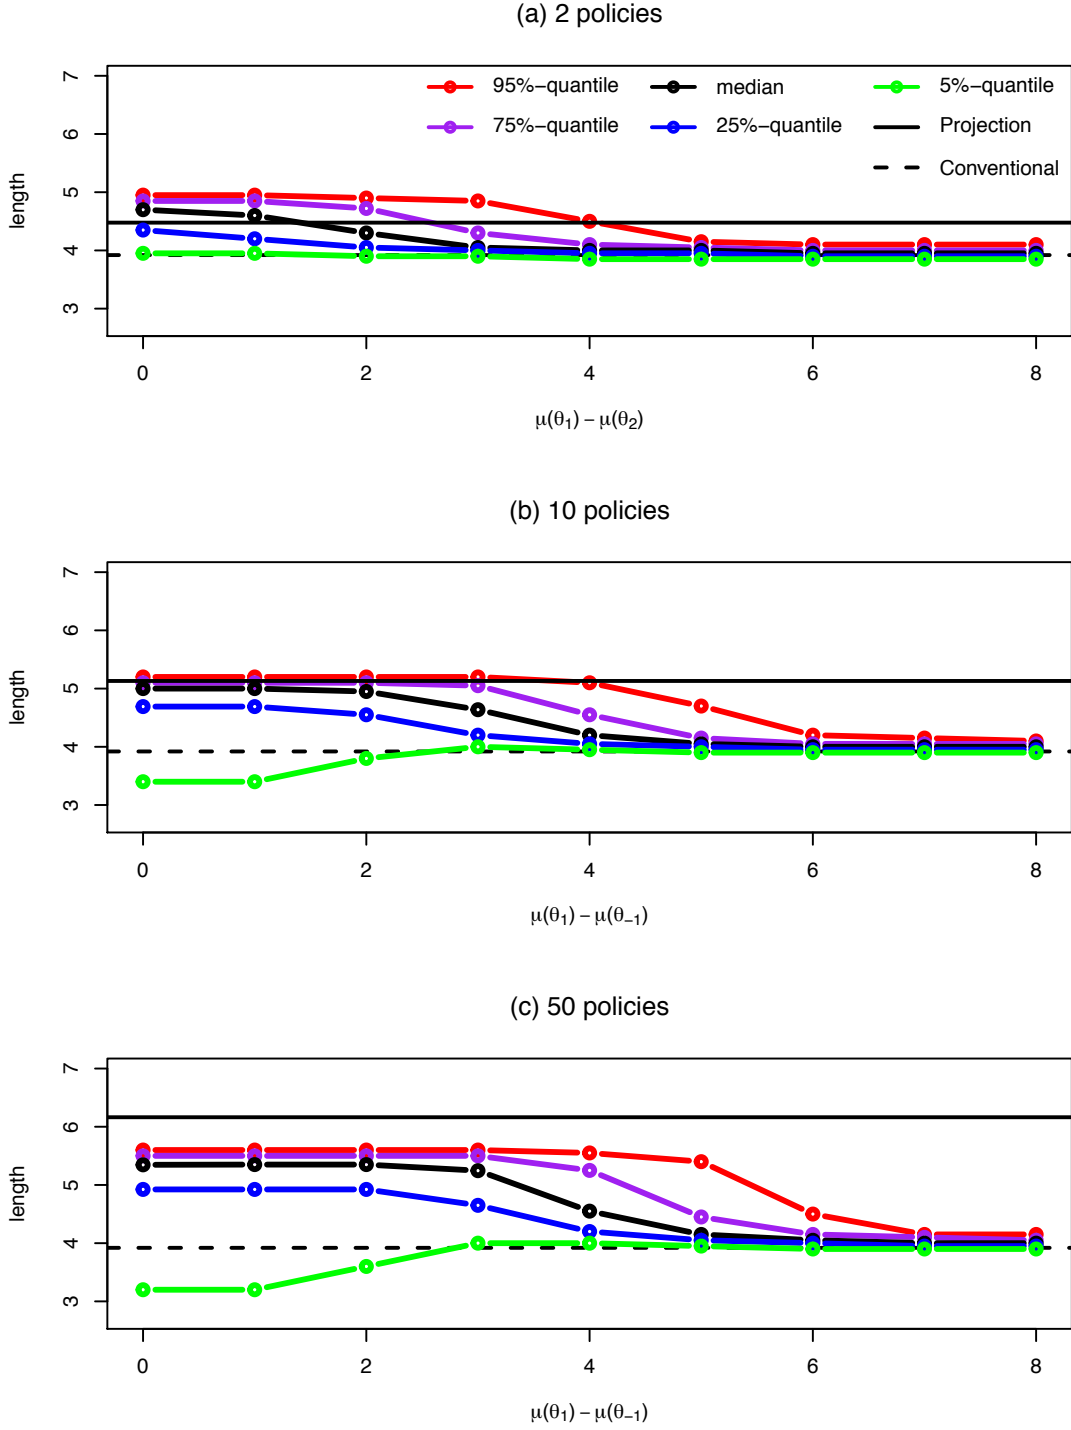 (a) 2 policies
7
6
5
4
3
length
95%−quantile
median
5%−quantile
75%−quantile
25%−quantile
Projection
Conventional
0 2 4 6 8
μ(θ1) − μ(θ2)
(b) 10 policies
7
6
5
4
3
length
0 2 4 6 8
μ(θ1) − μ(θ−1)
(c) 50 policies
7
6
5
4
3
length
0 2 4 6 8
μ(θ1) − μ(θ−1)